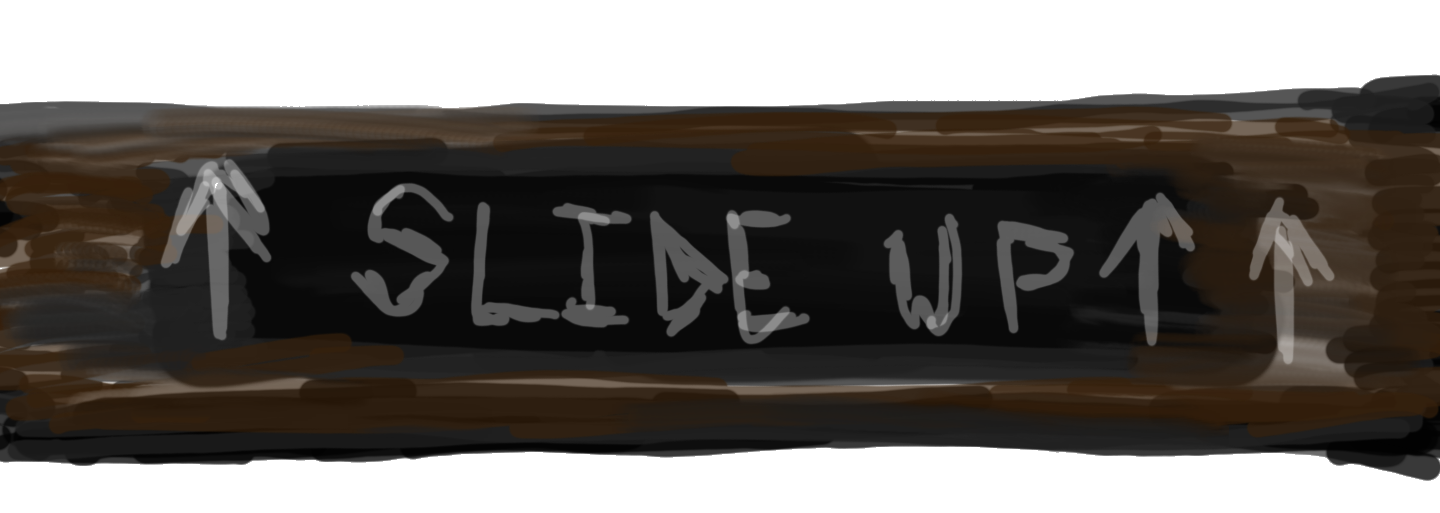 ↑ SLIDE UP ↑ ↑